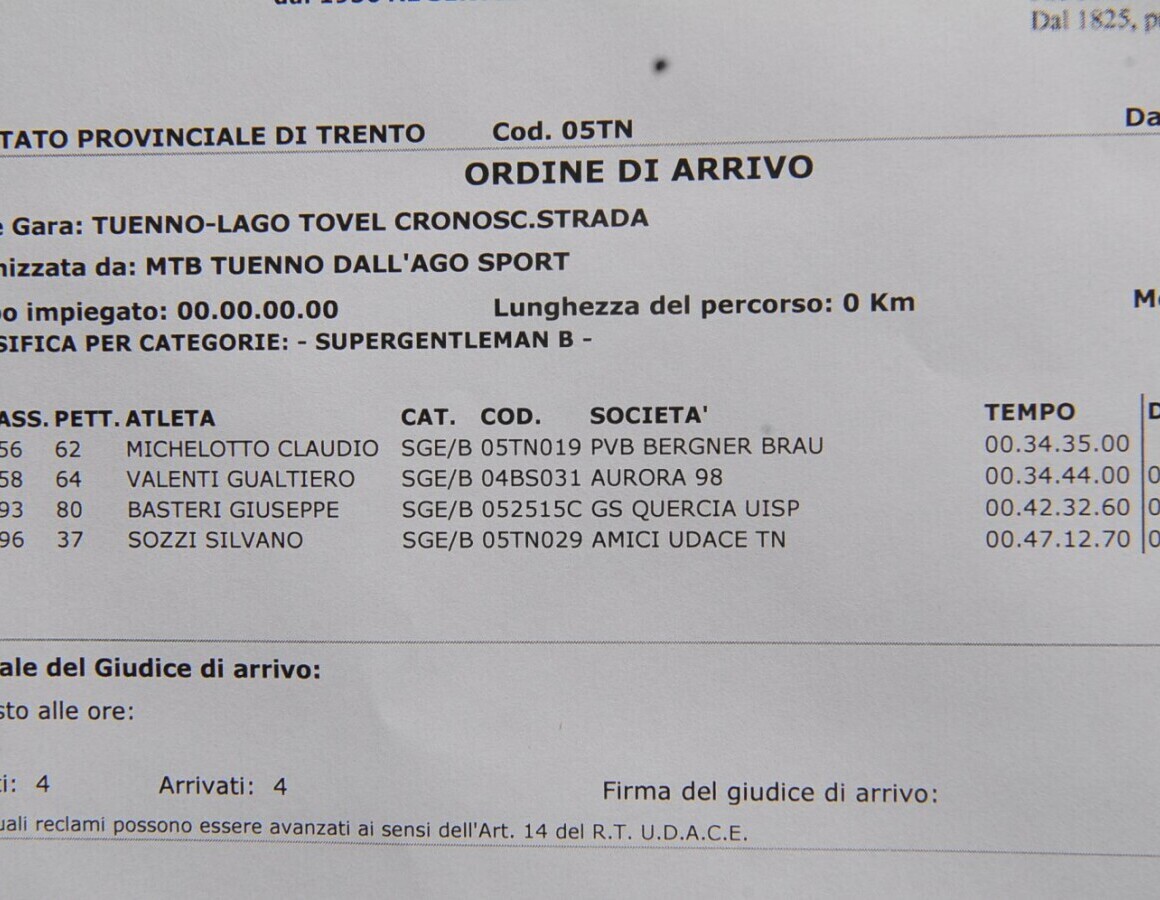 Dal 1825, p
TATO PROVINCIALE DI TRENTO Cod. 05TN Da
ORDINE DI ARRIVO
e Gara: TUENNO-LAGO TOVEL CRONOSC.STRADA
nizzata da: MTB TUENNO DALL'AGO SPORT
po impiegato: 00.00.00.00 Lunghezza del percorso: 0 Km M
SIFICA PER CATEGORIE: - SUPERGENTLEMAN B -
ASS. PETT. ATLETA CAT. COD. SOCIETA' TEMPO D
56 62 MICHELOTTO CLAUDIO SGE/B 05TN019 PVB BERGNER BRAU 00.34.35.00
58 64 VALENTI GUALTIERO SGE/B 04BS031 AURORA 98 00.34.44.00 0
93 80 BASTERI GIUSEPPE SGE/B 052515C GS QUERCIA UISP 00.42.32.60 0
96 37 SOZZI SILVANO SGE/B 05TN029 AMICI UDACE TN 00.47.12.70 0
ale del Giudice di arrivo:
sto alle ore:
ti: 4 Arrivati: 4 Firma del giudice di arrivo:
uali reclami possono essere avanzati ai sensi dell'Art. 14 del R.T. U.D.A.C.E.